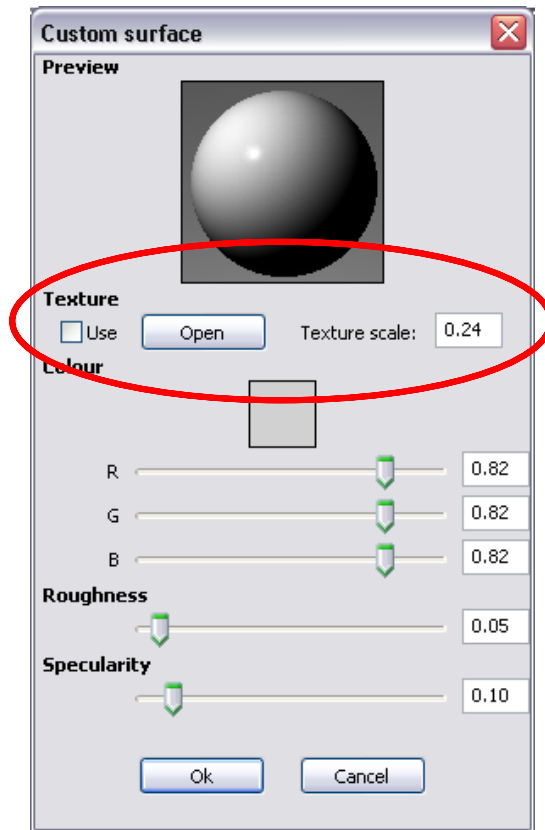 Custom surface
Preview
Texture
Use Open Texture scale: 0.24
Colour
R 0.82
G 0.82
B 0.82
Roughness
0.05
Specularity
0.10
Ok Cancel